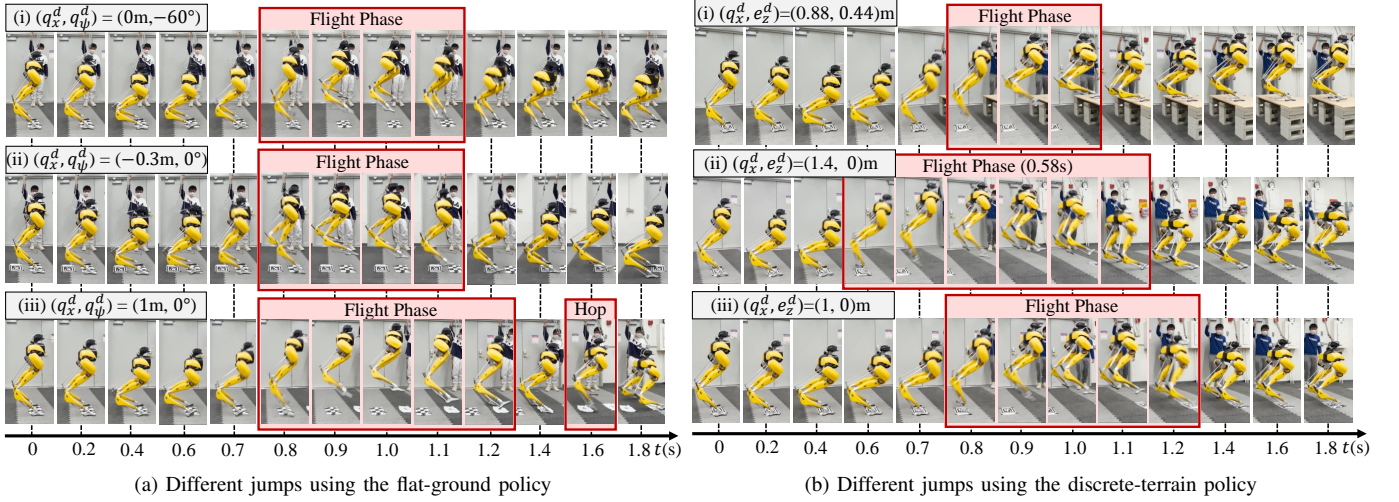 (i) (q_x^d, q_ψ^d) = (0m,−60°)
Flight Phase
(ii) (q_x^d, q_ψ^d) = (−0.3m, 0°)
Flight Phase
(iii) (q_x^d, q_ψ^d) = (1m, 0°)
Flight Phase
Hop
0 0.2 0.4 0.6 0.7 0.8 0.9 1.0 1.1 1.2 1.4 1.6 1.8 t(s)
(a) Different jumps using the flat-ground policy
(i) (q_x^d, e_z^d)=(0.88, 0.44)m
Flight Phase
(ii) (q_x^d, e_z^d)=(1.4, 0)m
Flight Phase (0.58s)
(iii) (q_x^d, e_z^d)=(1, 0)m
Flight Phase
0 0.2 0.4 0.6 0.7 0.8 0.9 1.0 1.1 1.2 1.4 1.6 1.8 t(s)
(b) Different jumps using the discrete-terrain policy